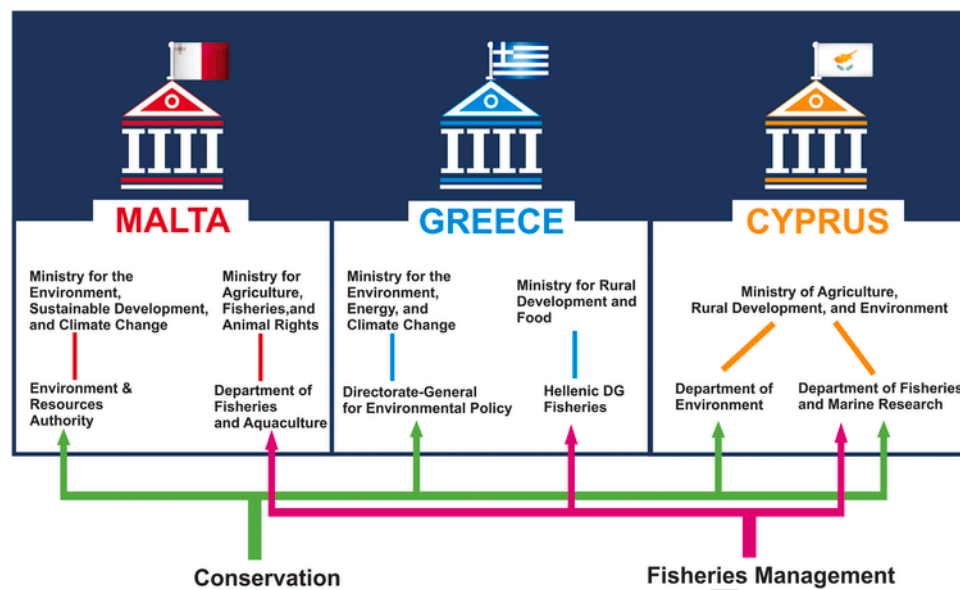 MALTA
GREECE
CYPRUS
Ministry for the
Environment,
Sustainable Development,
and Climate Change
Ministry for
Agriculture,
Fisheries,and
Animal Rights
Environment &
Resources
Authority
Department of
Fisheries
and Aquaculture
Ministry for the
Environment,
Energy, and
Climate Change
Ministry for Rural
Development and
Food
Directorate-General
for Environmental Policy
Hellenic DG
Fisheries
Ministry of Agriculture,
Rural Development, and Environment
Department of
Environment
Department of Fisheries
and Marine Research
Conservation
Fisheries Management